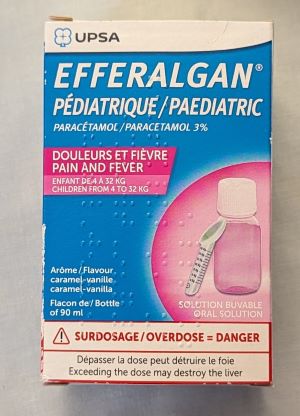 UPSA
EFFERALGAN®
PÉDIATRIQUE/PAEDIATRIC
PARACÉTAMOL/PARACETAMOL 3%
DOULEURS ET FIÈVRE
PAIN AND FEVER
ENFANT DE 4 À 32 KG
CHILDREN FROM 4 TO 32 KG
Arôme/Flavour
caramel-vanille
caramel-vanilla
Flacon de/Bottle
of 90 ml
SOLUTION BUVABLE
ORAL SOLUTION
SURDOSAGE/OVERDOSE = DANGER
Dépasser la dose peut détruire le foie
Exceeding the dose may destroy the liver